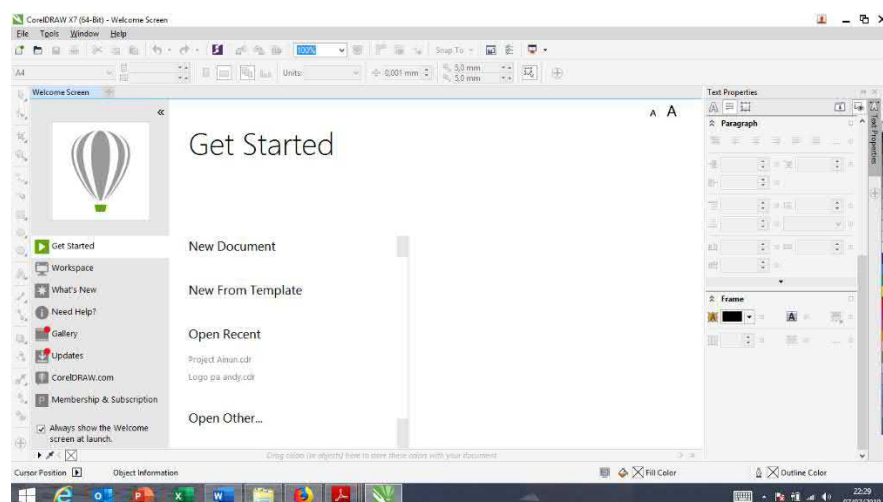 CorelDRAW X7 (64-Bit) - Welcome Screen
File Tools Window Help
100% Snap To
A4 Units: 0,001 mm 5,0 mm
5,0 mm
Welcome Screen
Text Properties
A A
Get Started
Paragraph
Text Properties
Get Started
Workspace
What's New
Need Help?
Gallery
Updates
CorelDRAW.com
Membership & Subscription
Always show the Welcome
screen at launch.
New Document
New From Template
Open Recent
Project Ainun.cdr
Logo pa andy.cdr
Open Other...
Frame
Drag colors (or objects) here to store these colors with your document
Cursor Position Object Information Fill Color Outline Color
22:29